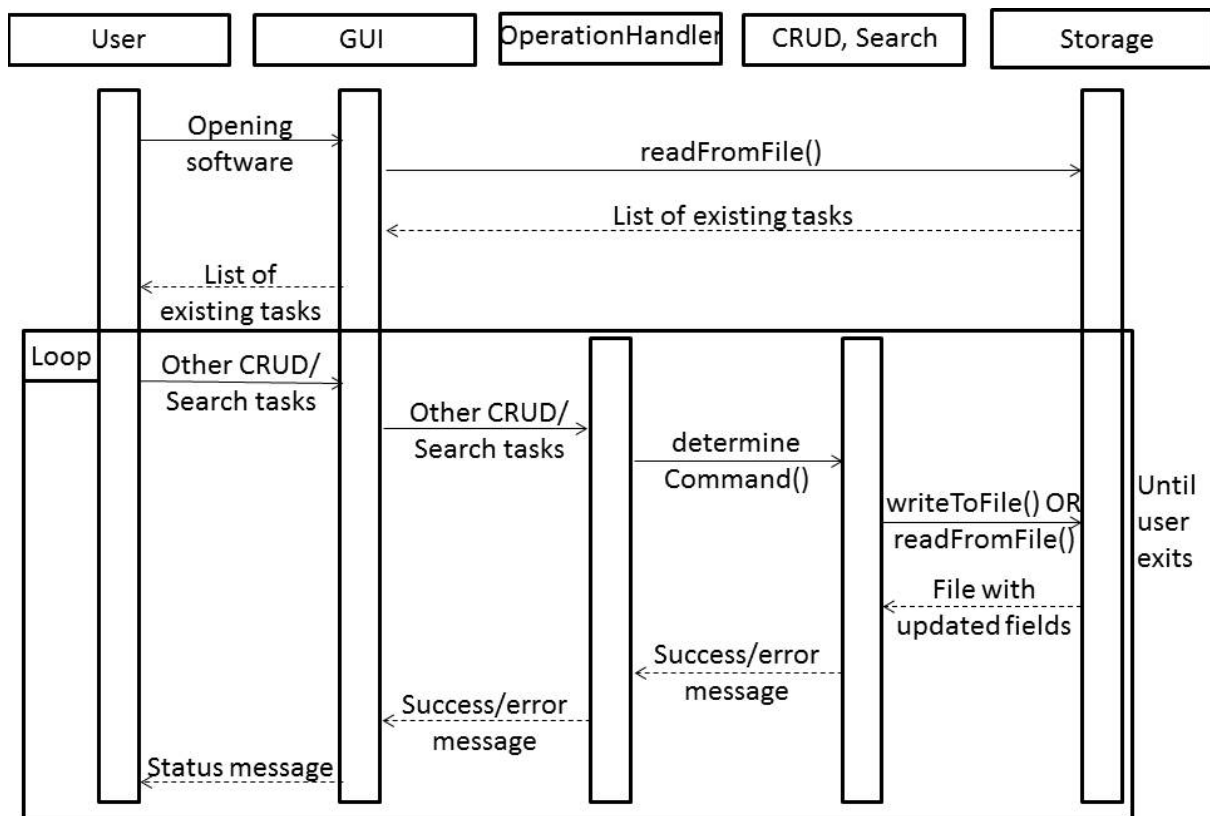 User
GUI
OperationHandler
CRUD, Search
Storage
Opening
software
readFromFile()
List of existing tasks
List of
existing tasks
Loop
Other CRUD/
Search tasks
Other CRUD/
Search tasks
determine
Command()
writeToFile() OR
readFromFile()
Until
user
exits
File with
updated fields
Success/error
message
Success/error
message
Status message